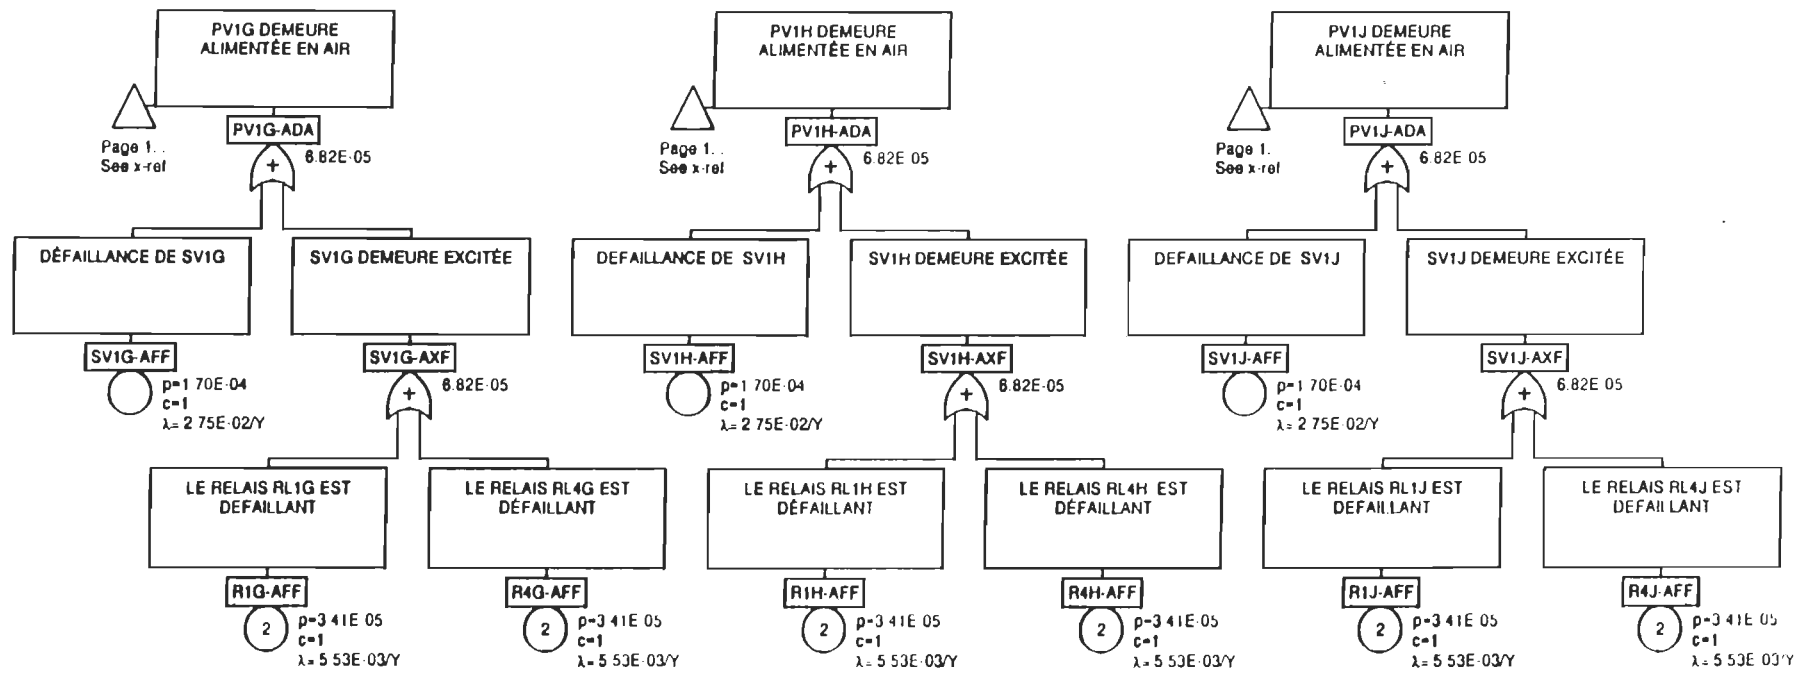 PV1G DEMEURE
ALIMENTÉE EN AIR
PV1H DEMEURE
ALIMENTÉE EN AIR
PV1J DEMEURE
ALIMENTÉE EN AIR
Page 1. .
See x-ref
PV1G-ADA
6.82E-05
Page 1. .
See x-ref
PV1H-ADA
6.82E 05
Page 1.
See x-ref
PV1J-ADA
6.82E 05
DÉFAILLANCE DE SV1G
SV1G DEMEURE EXCITÉE
DEFAILLANCE DE SV1H
SV1H DEMEURE EXCITÉE
DEFAILLANCE DE SV1J
SV1J DEMEURE EXCITÉE
SV1G-AFF
p=1 70E-04
c=1
λ= 2 75E-02/Y
SV1G-AXF
6.82E-05
SV1H-AFF
p=1 70E-04
c=1
λ= 2 75E-02/Y
SV1H-AXF
6.82E-05
SV1J-AFF
p=1 70E-04
c=1
λ= 2 75E-02/Y
SV1J-AXF
6.82E 05
LE RELAIS RL1G EST
DEFAILLANT
LE RELAIS RL4G EST
DÉFAILLANT
LE RELAIS RL1H EST
DÉFAILLANT
LE RELAIS RL4H EST
DEFAILLANT
LE RELAIS RL1J EST
DEFAILLANT
LE RELAIS RL4J EST
DEFAILLANT
R1G-AFF
2
p=3 41E 05
c=1
λ= 5 53E-03/Y
R4G-AFF
2
p=3 41E 05
c=1
λ= 5 53E-03/Y
R1H-AFF
2
p=3 41E 05
c=1
λ= 5 53E-03/Y
R4H-AFF
2
p=3 41E 05
c=1
λ= 5 53E-03/Y
R1J-AFF
2
p=3 41E 05
c=1
λ= 5 53E-03/Y
R4J-AFF
2
p=3 41E 05
c=1
λ= 5 53E 03/Y